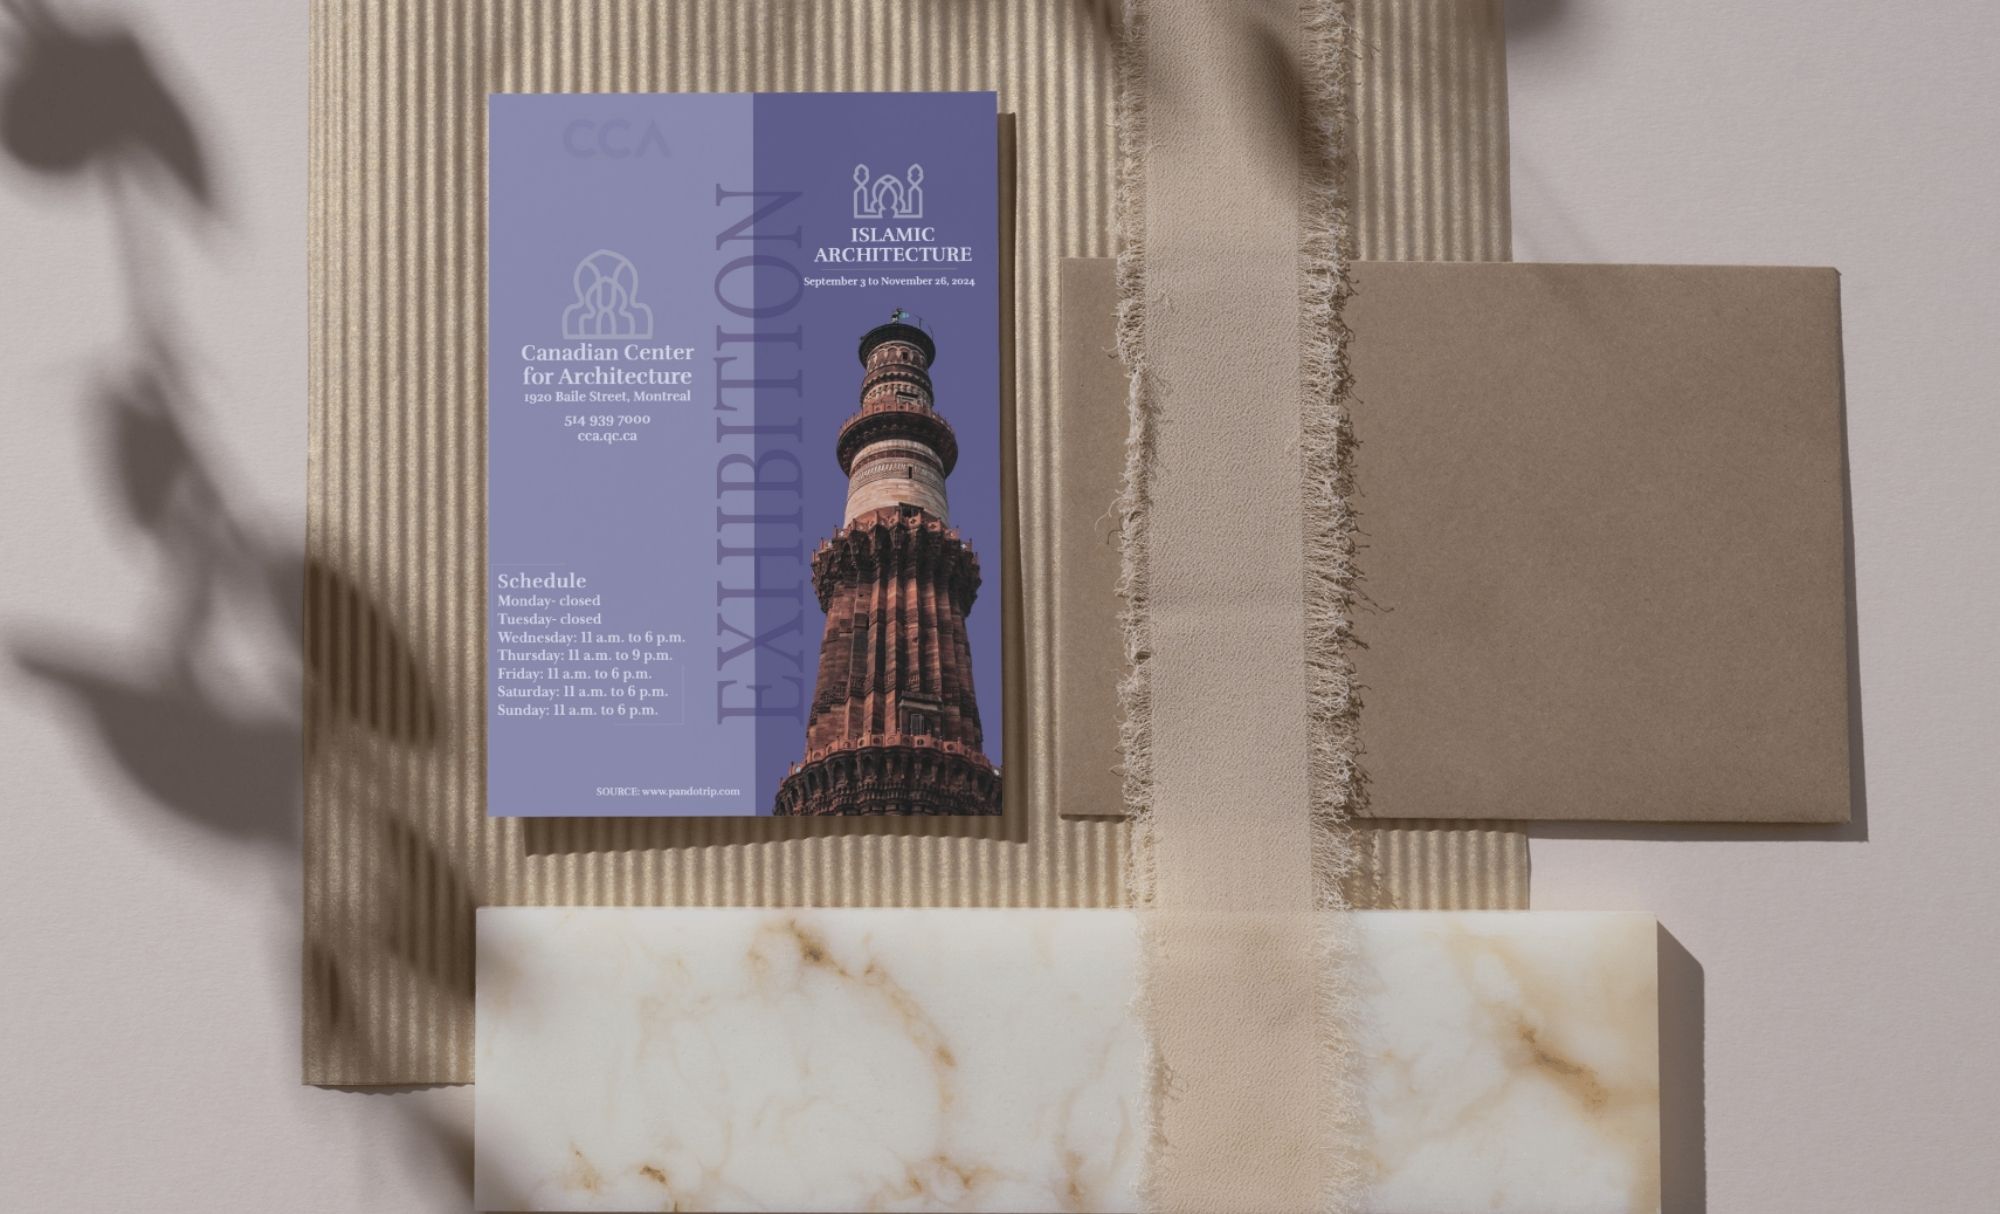 CCA
Canadian Center
for Architecture
1920 Baile Street, Montreal
514 939 7000
cca.qc.ca
Schedule
Monday- closed
Tuesday- closed
Wednesday: 11 a.m. to 6 p.m.
Thursday: 11 a.m. to 9 p.m.
Friday: 11 a.m. to 6 p.m.
Saturday: 11 a.m. to 6 p.m.
Sunday: 11 a.m. to 6 p.m.
SOURCE: www.pandotrip.com
EXHIBITION
ISLAMIC
ARCHITECTURE
September 3 to November 26, 2024